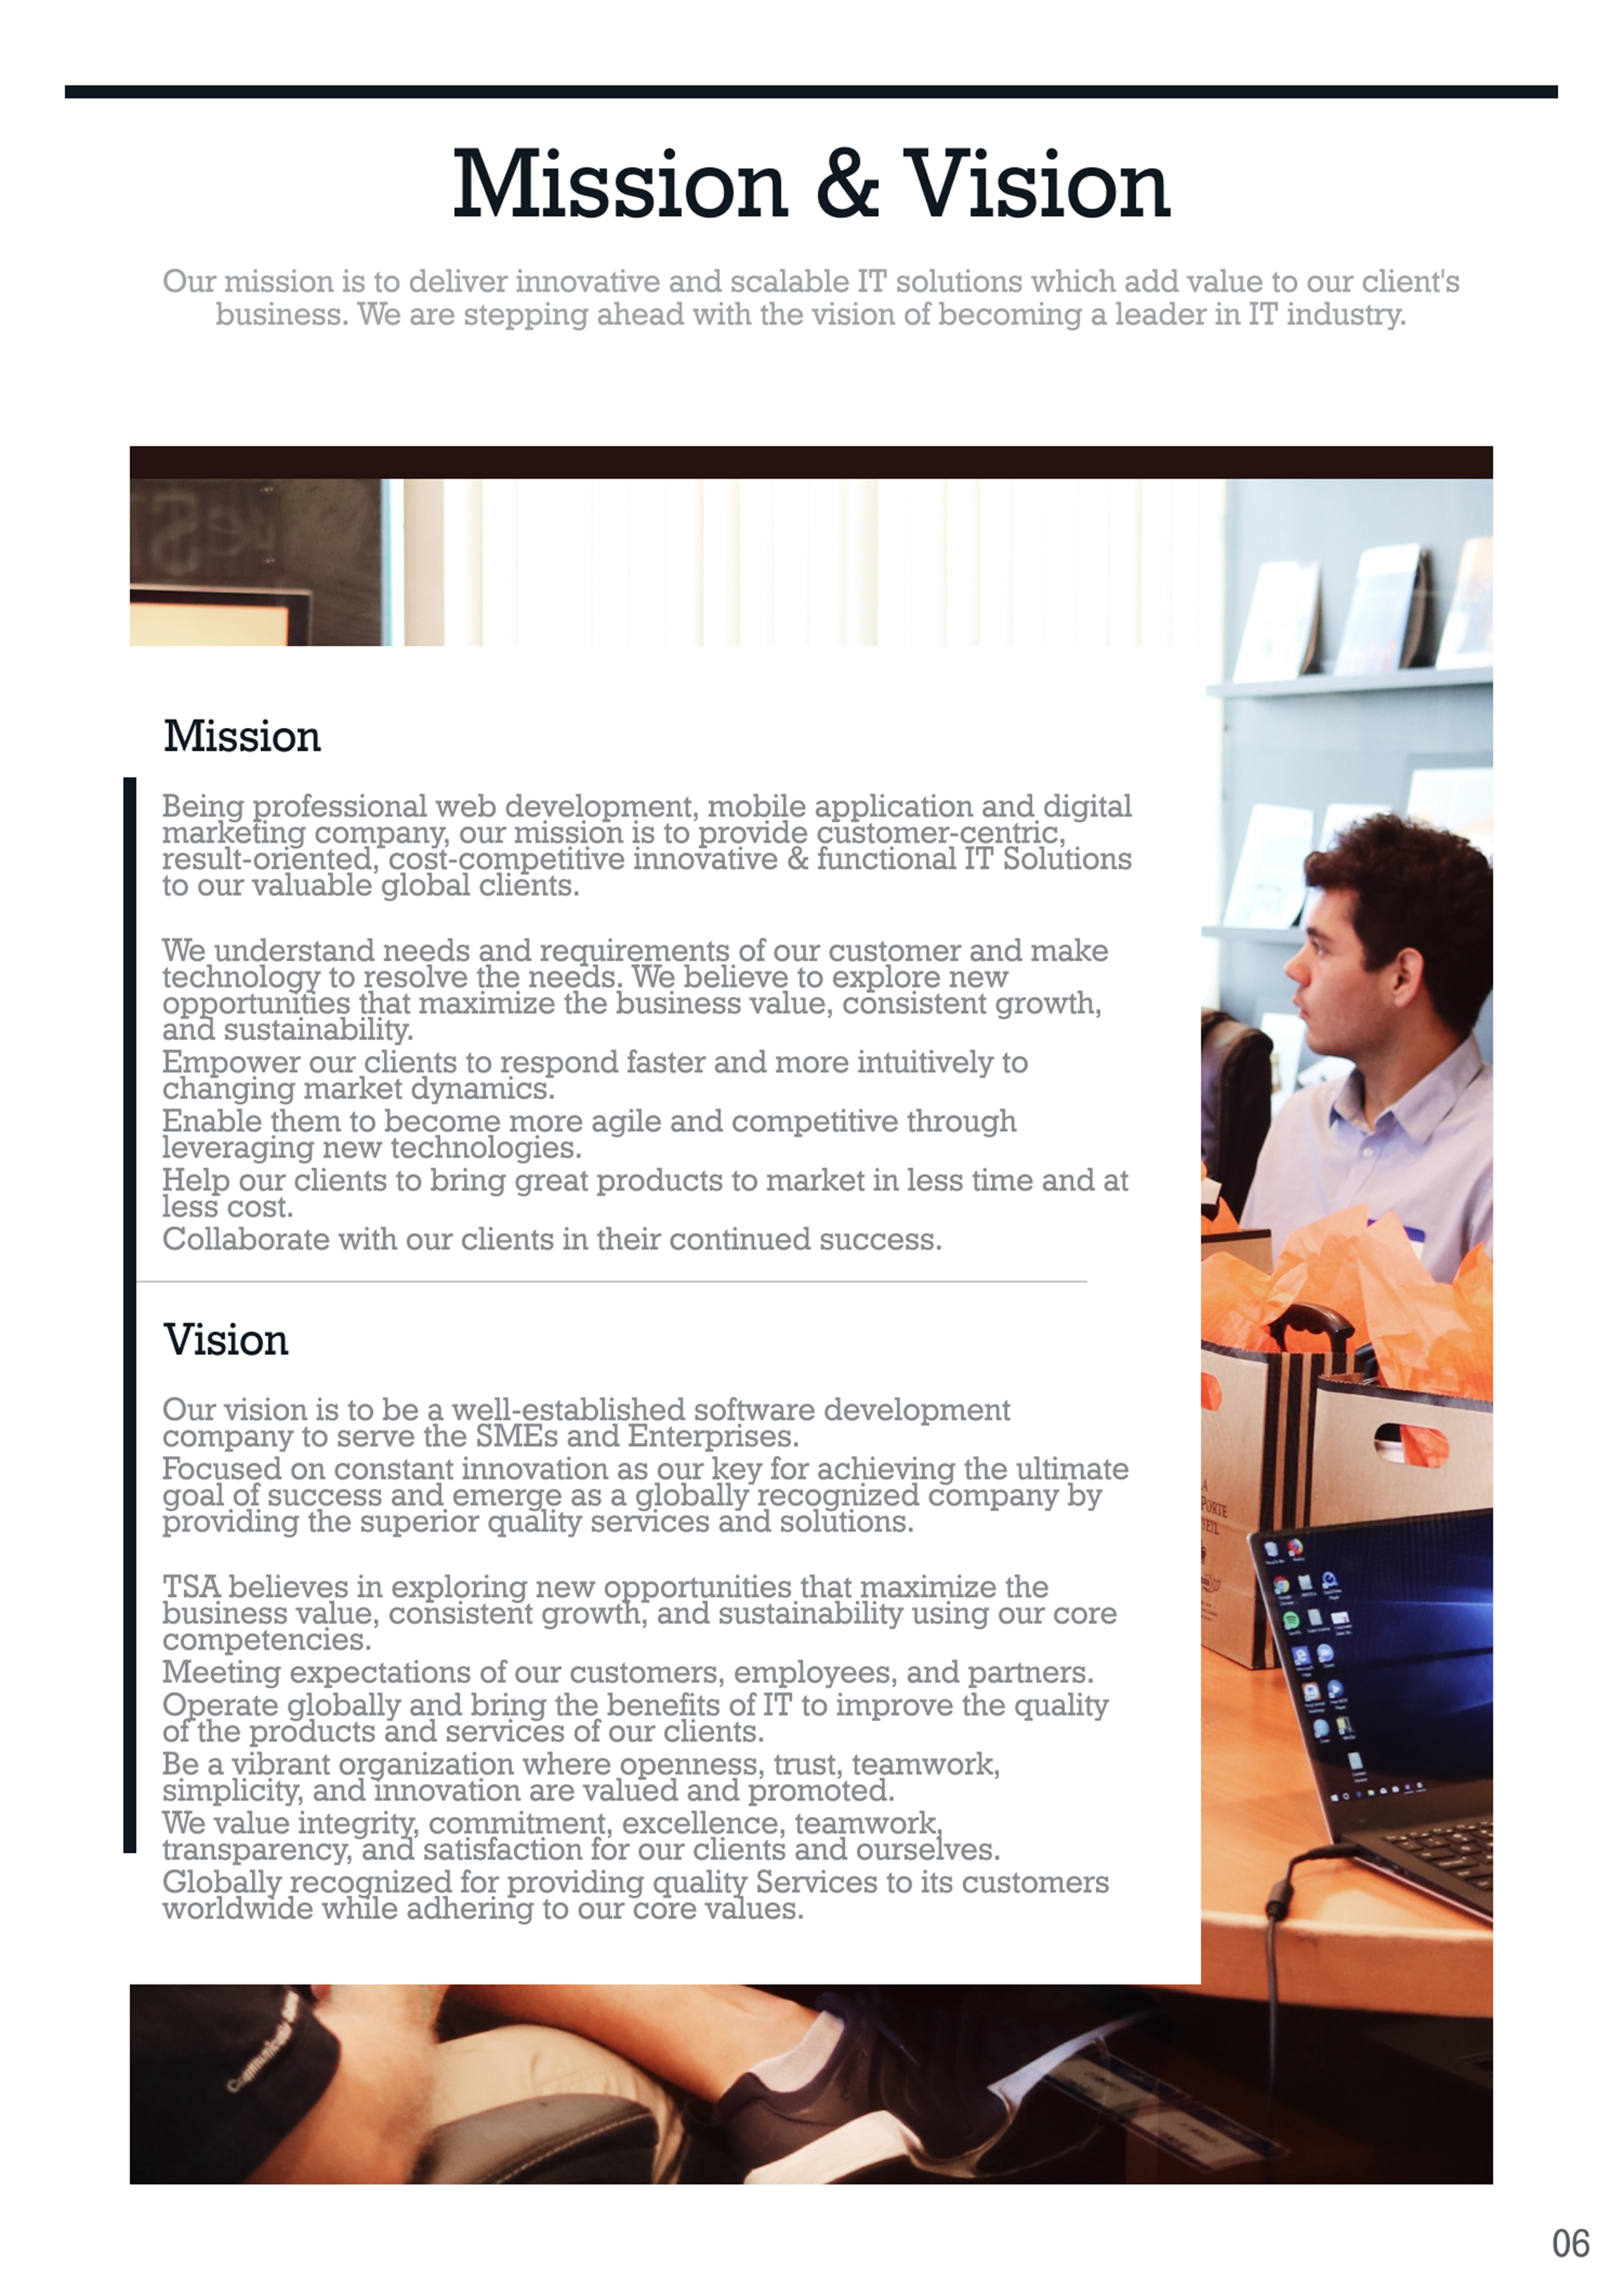 Mission & Vision
Our mission is to deliver innovative and scalable IT solutions which add value to our client's
business. We are stepping ahead with the vision of becoming a leader in IT industry.
Mission
Being professional web development, mobile application and digital
marketing company, our mission is to provide customer-centric,
result-oriented, cost-competitive innovative & functional IT Solutions
to our valuable global clients.
We understand needs and requirements of our customer and make
technology to resolve the needs. We believe to explore new
opportunities that maximize the business value, consistent growth,
and sustainability.
Empower our clients to respond faster and more intuitively to
changing market dynamics.
Enable them to become more agile and competitive through
leveraging new technologies.
Help our clients to bring great products to market in less time and at
less cost.
Collaborate with our clients in their continued success.
Vision
Our vision is to be a well-established software development
company to serve the SMEs and Enterprises.
Focused on constant innovation as our key for achieving the ultimate
goal of success and emerge as a globally recognized company by
providing the superior quality services and solutions.
TSA believes in exploring new opportunities that maximize the
business value, consistent growth, and sustainability using our core
competencies.
Meeting expectations of our customers, employees, and partners.
Operate globally and bring the benefits of IT to improve the quality
of the products and services of our clients.
Be a vibrant organization where openness, trust, teamwork,
simplicity, and innovation are valued and promoted.
We value integrity, commitment, excellence, teamwork,
transparency, and satisfaction for our clients and ourselves.
Globally recognized for providing quality Services to its customers
worldwide while adhering to our core values.
06